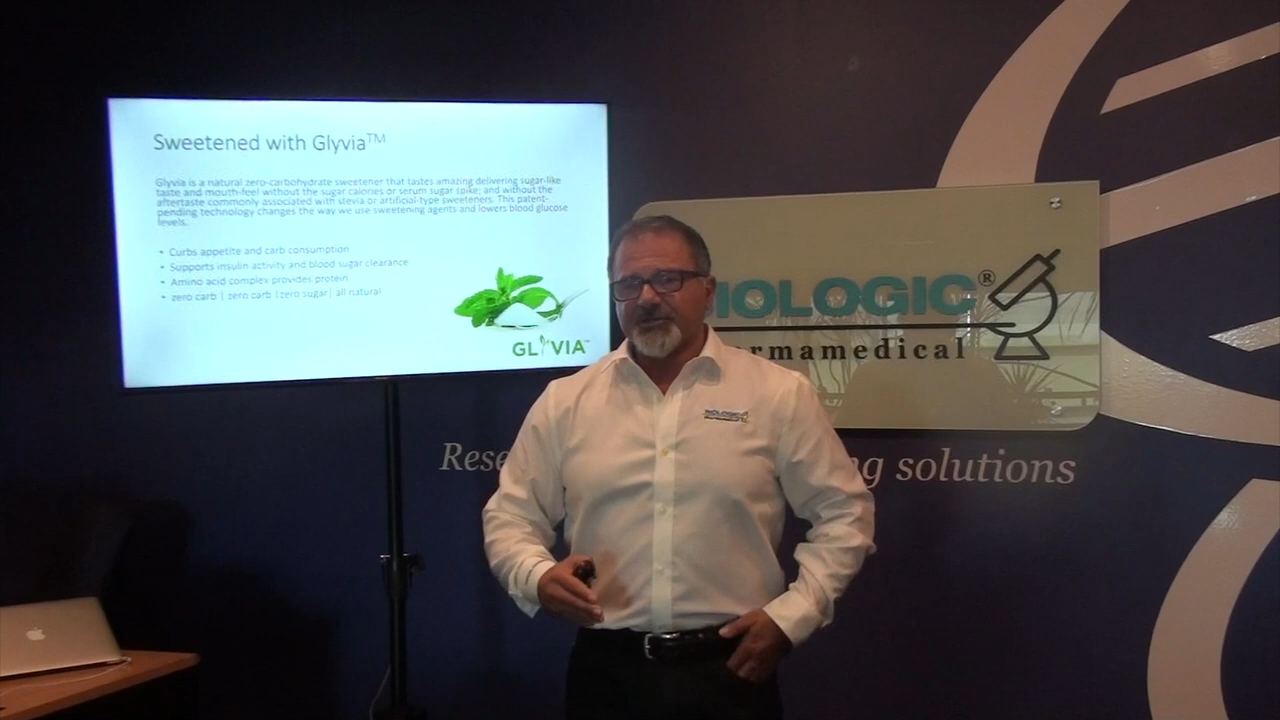 Sweetened with Glyvia™
Glyvia is a natural zero-carbohydrate sweetener that tastes amazing delivering sugar-like
taste and mouth-feel without the sugar calories or serum sugar spike; and without the
aftertaste commonly associated with stevia or artificial-type sweeteners. This patent-
pending technology changes the way we use sweetening agents and lowers blood glucose
levels.
• Curbs appetite and carb consumption
• Supports insulin activity and blood sugar clearance
• Amino acid complex provides protein
• zero carb | zero carb |zero sugar| all natural
GLYVIA™
IOLOGIC®
rmamedical
BIOLOGIC
Rese
ng solutions